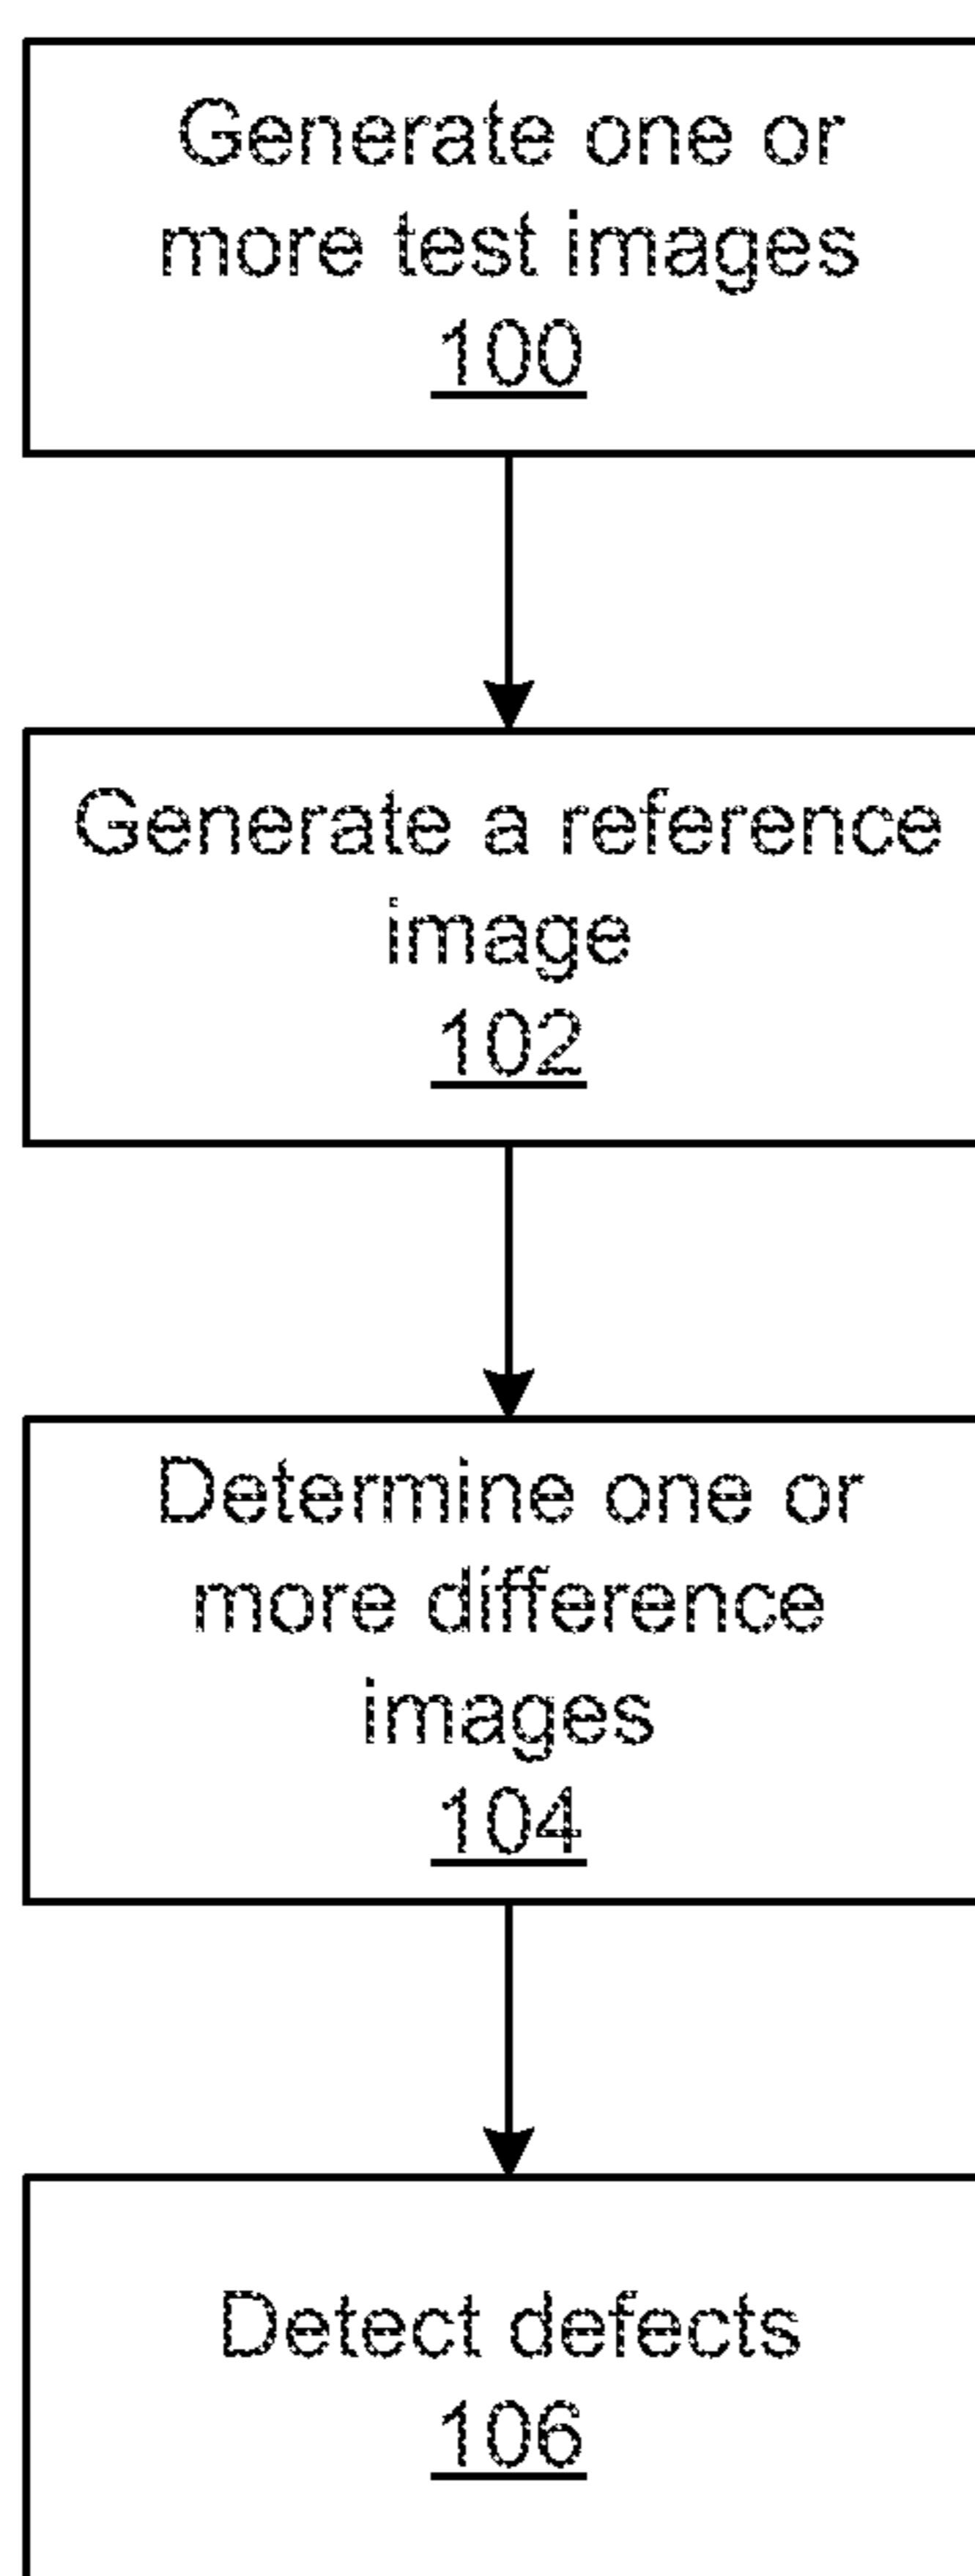 Generate one or
more test images
100
Generate a reference
image
102
Determine one or
more difference
images
104
Detect defects
106